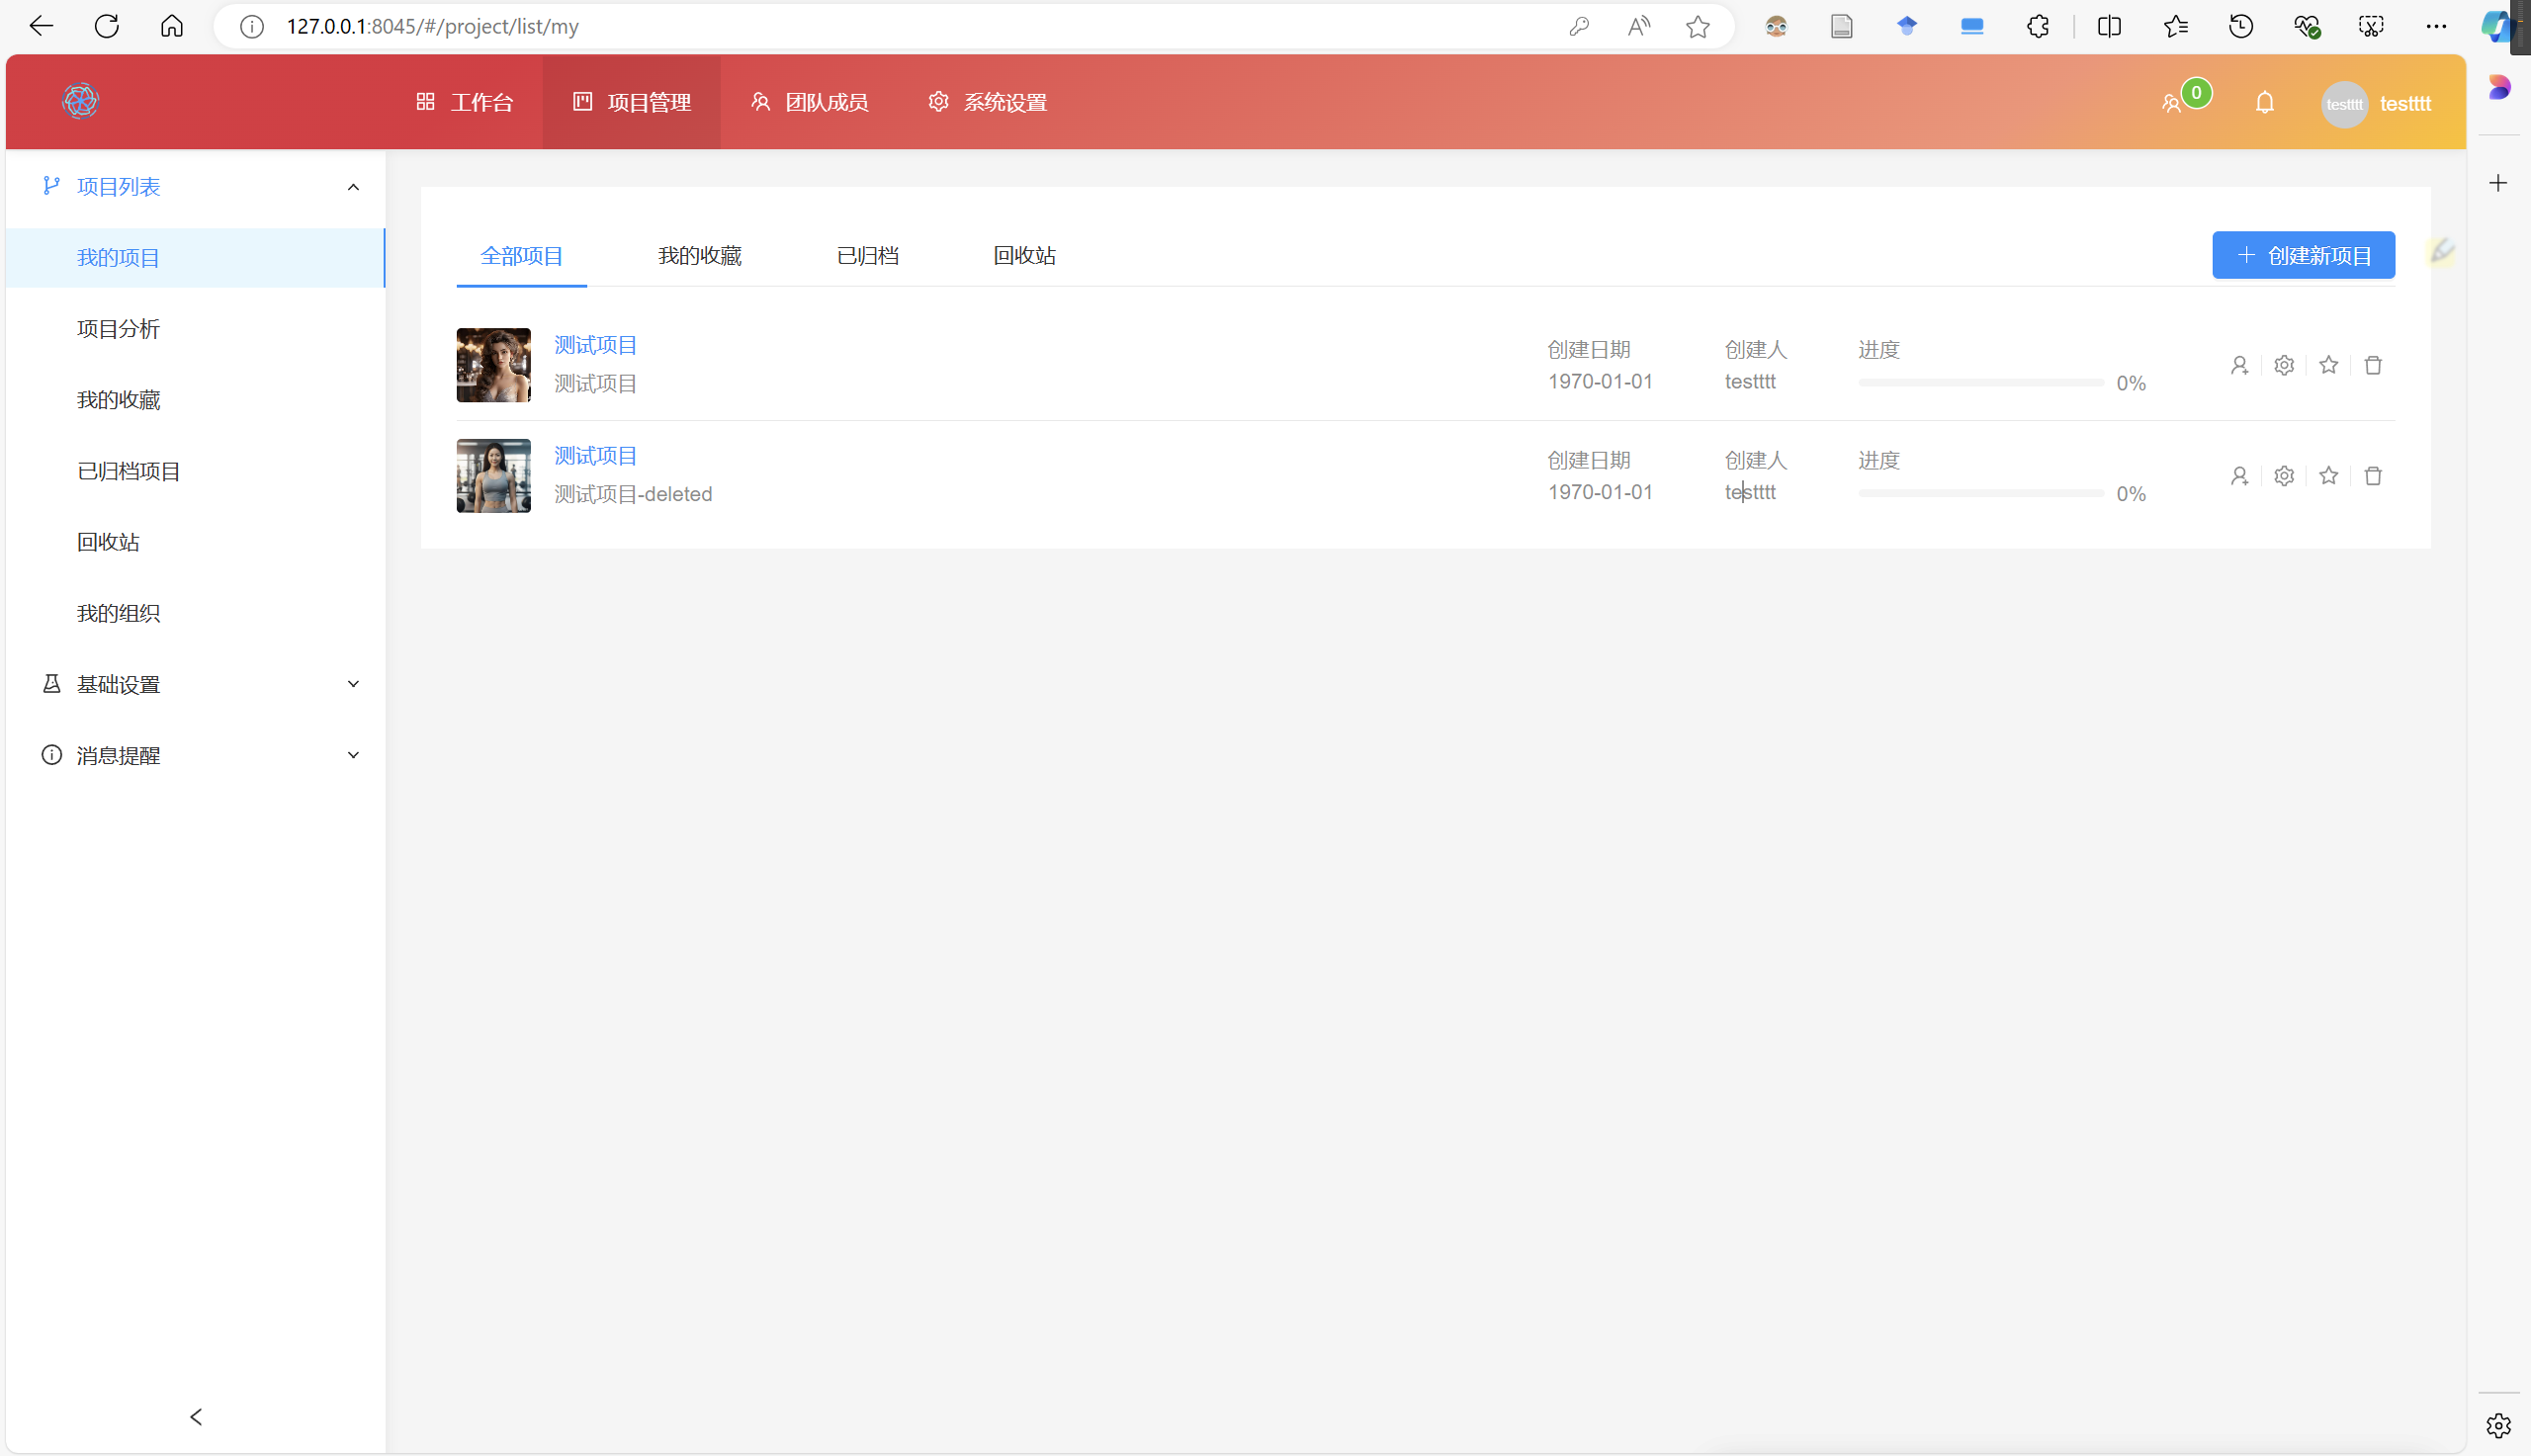 127.0.0.1:8045/#/project/list/my
工作台
项目管理
团队成员
系统设置
0
testttt
testttt
项目列表
我的项目
项目分析
我的收藏
已归档项目
回收站
我的组织
基础设置
消息提醒
全部项目
我的收藏
已归档
回收站
创建新项目
测试项目
测试项目
创建日期
1970-01-01
创建人
testttt
进度
0%
测试项目
测试项目-deleted
创建日期
1970-01-01
创建人
testttt
进度
0%